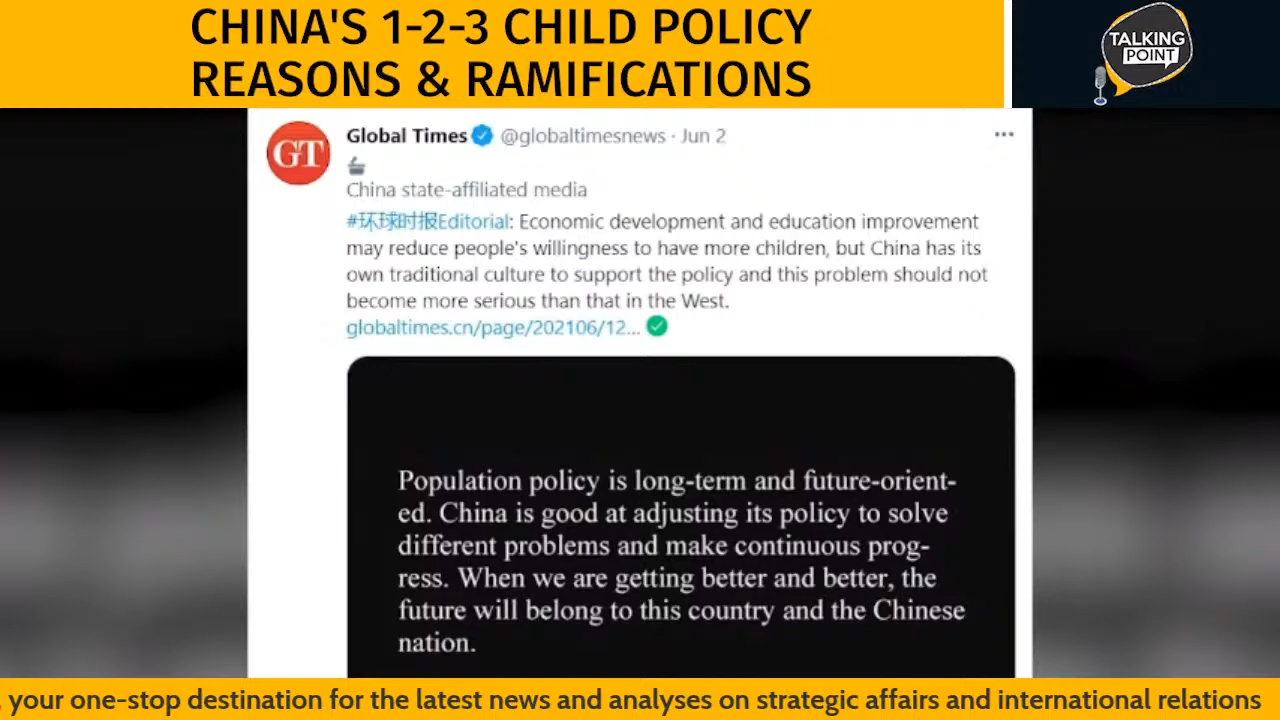 CHINA'S 1-2-3 CHILD POLICY
REASONS & RAMIFICATIONS
TALKING
POINT
GT
Global Times @globaltimesnews · Jun 2
China state-affiliated media
#环球时报Editorial: Economic development and education improvement
may reduce people's willingness to have more children, but China has its
own traditional culture to support the policy and this problem should not
become more serious than that in the West.
globaltimes.cn/page/202106/12...
Population policy is long-term and future-orient-
ed. China is good at adjusting its policy to solve
different problems and make continuous prog-
ress. When we are getting better and better, the
future will belong to this country and the Chinese
nation.
, your one-stop destination for the latest news and analyses on strategic affairs and international relations